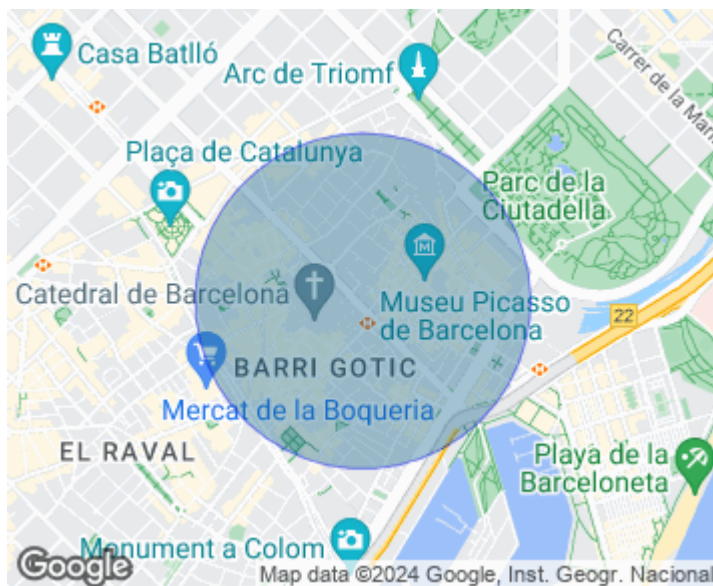 Casa Batlló
Arc de Triomf
Carrer de la Marin
Plaça de Catalunya
Parc de la
Ciutadella
Catedral de Barcelona
Museu Picasso
de Barcelona
22
BARRI GOTIC
Mercat de la Boqueria
EL RAVAL
Playa de la
Barceloneta
Monument a Colom
Google
Map data ©2024 Google, Inst. Geogr. Nacional